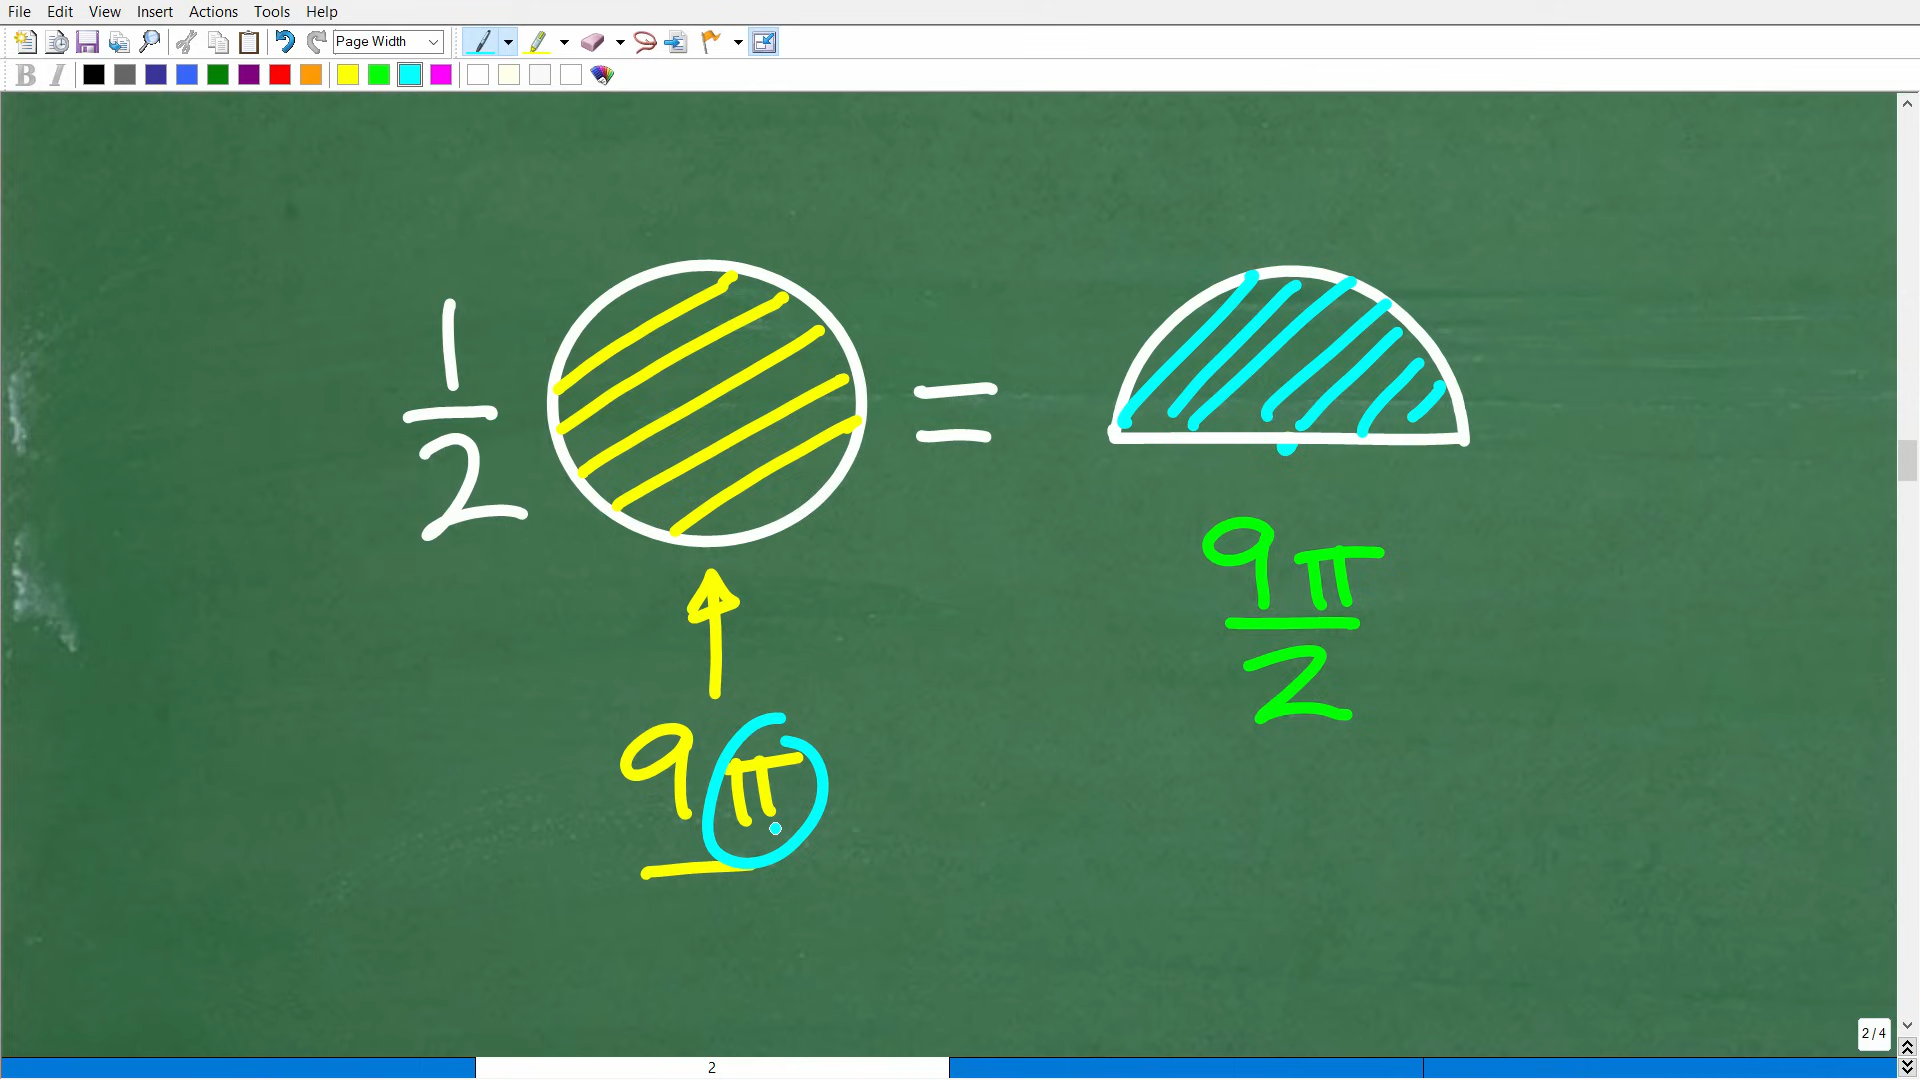 File Edit View Insert Actions Tools Help
Page Width
B I
1/2 =
9π/2
9π
2 / 4
2